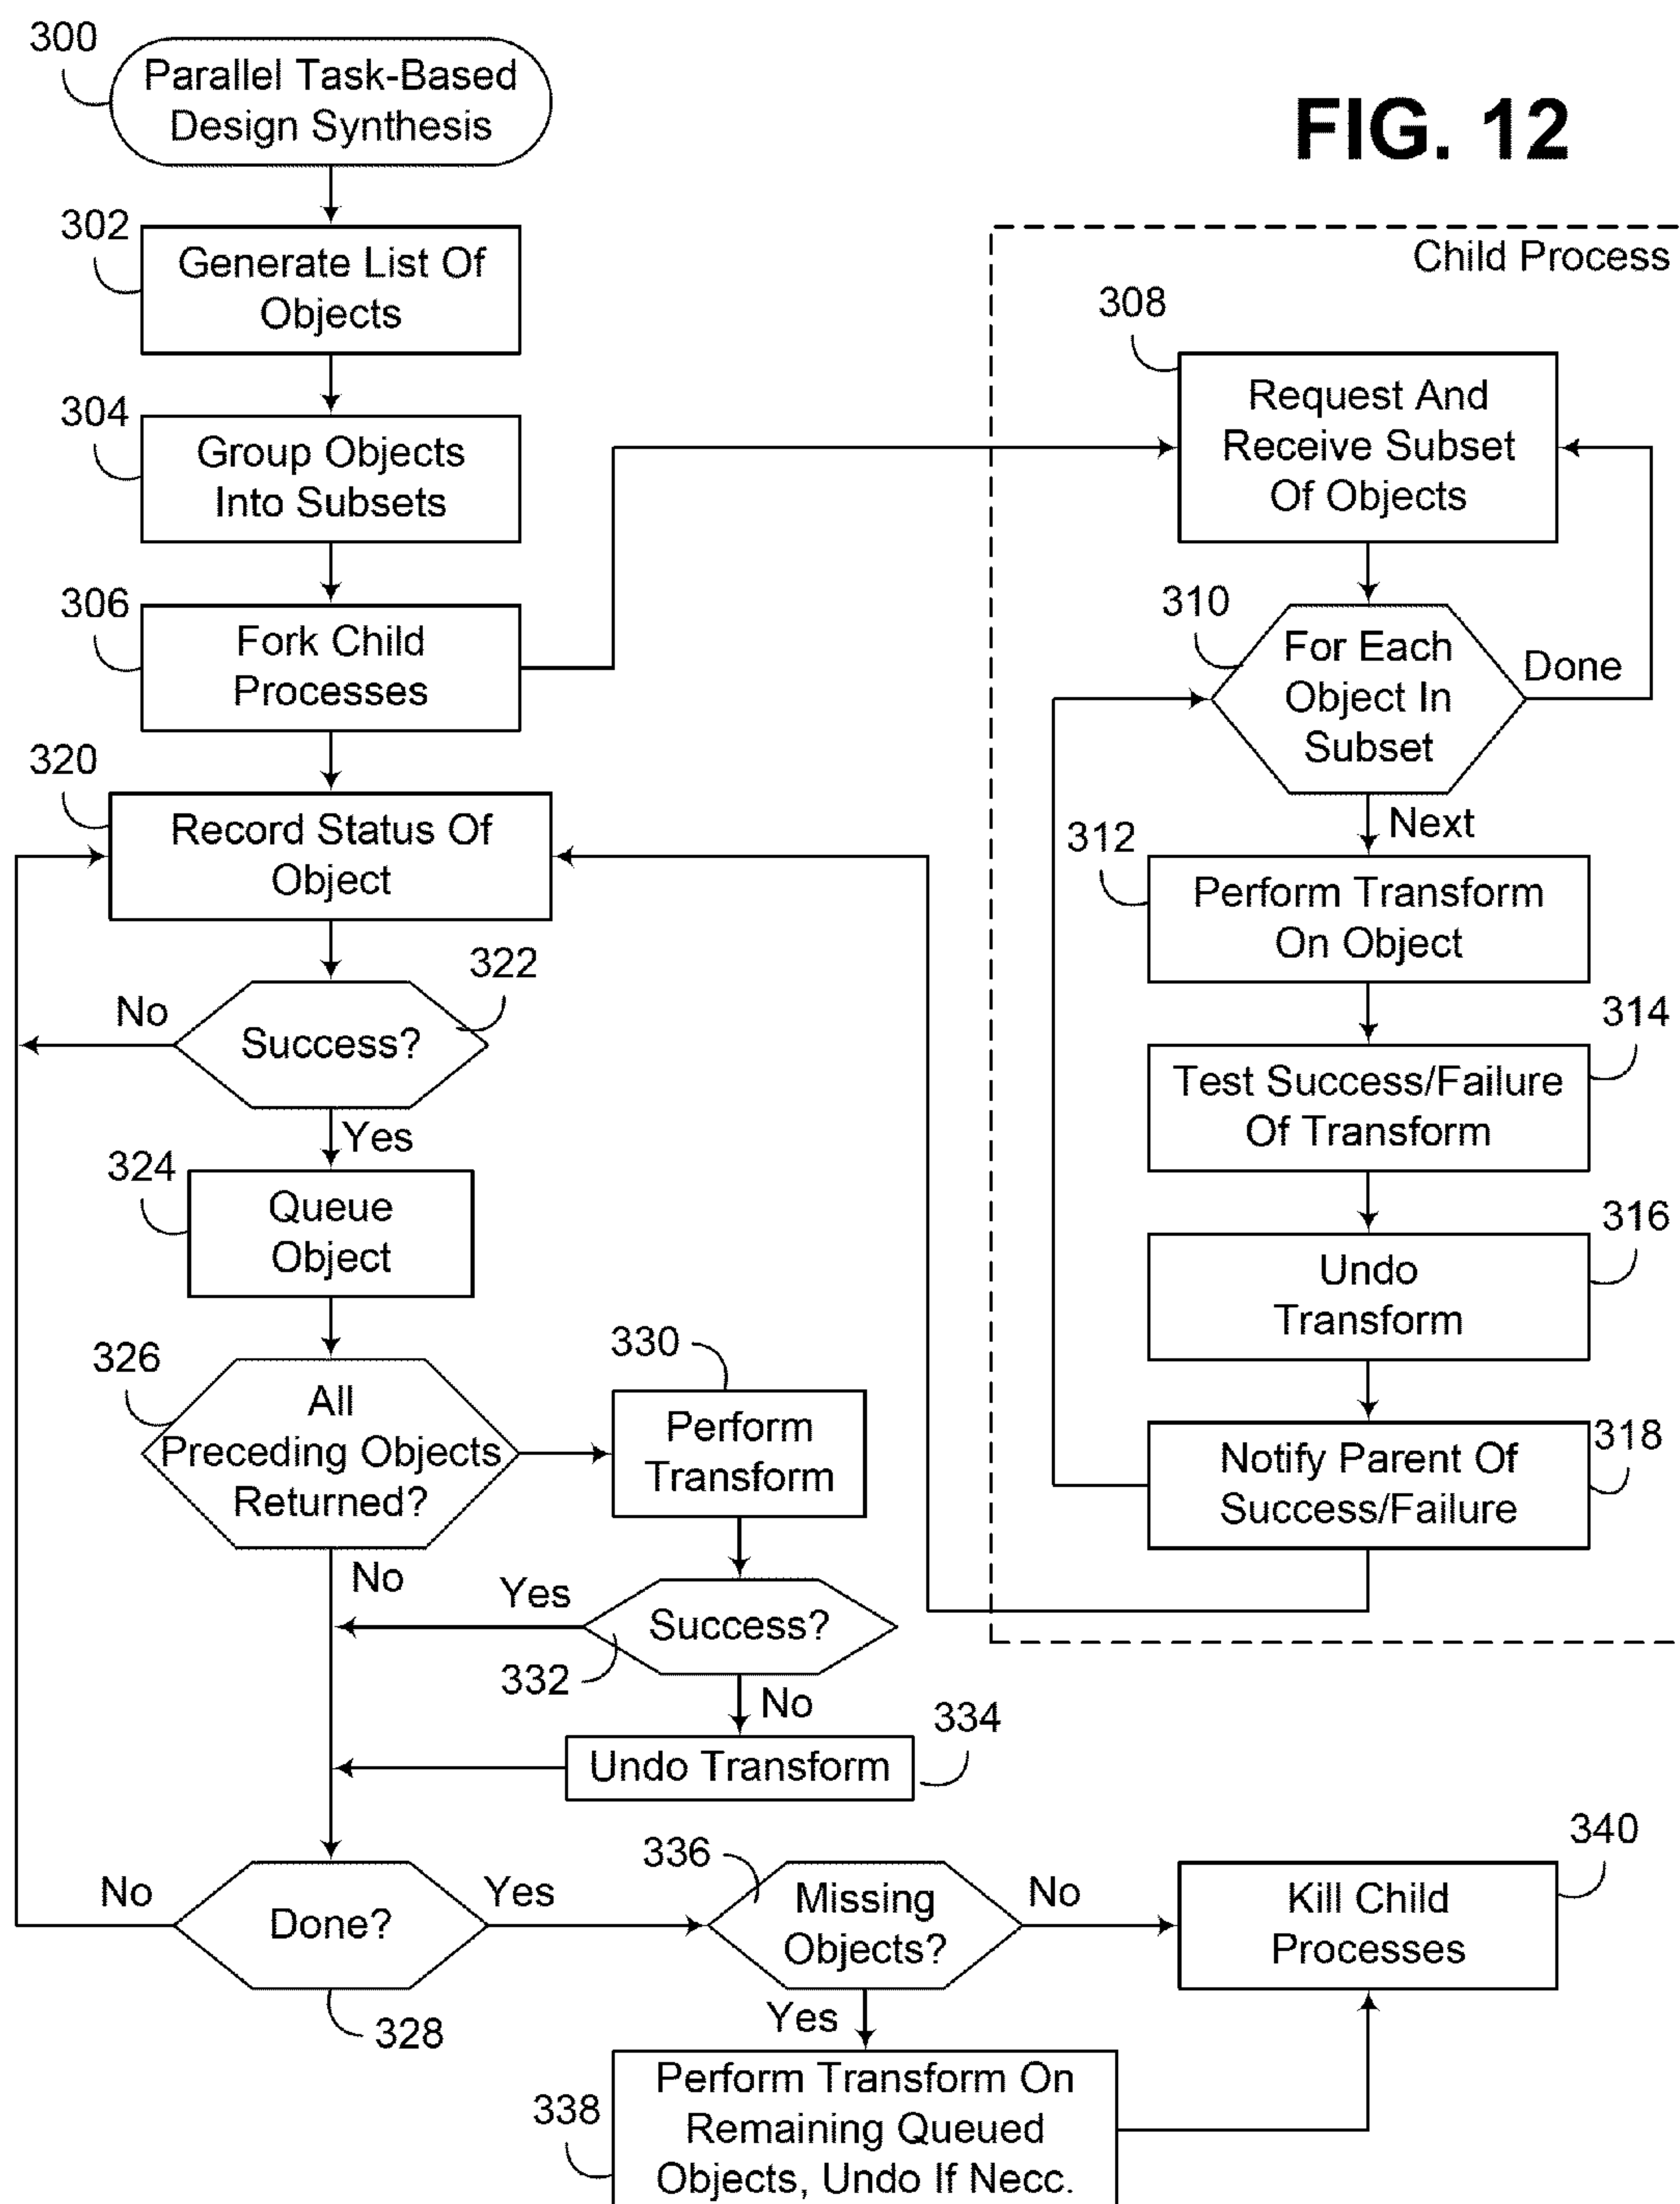 FIG. 12
300
Parallel Task-Based
Design Synthesis
302
Generate List Of
Objects
304
Group Objects
Into Subsets
306
Fork Child
Processes
Child Process
308
Request And
Receive Subset
Of Objects
310
For Each
Object In
Subset
Done
Next
312
Perform Transform
On Object
314
Test Success/Failure
Of Transform
316
Undo
Transform
318
Notify Parent Of
Success/Failure
320
Record Status Of
Object
322
Success?
No
Yes
324
Queue
Object
326
All
Preceding Objects
Returned?
No
330
Perform
Transform
332
Success?
Yes
No
334
Undo Transform
328
Done?
No
Yes
336
Missing
Objects?
No
Yes
338
Perform Transform On
Remaining Queued
Objects, Undo If Necc.
340
Kill Child
Processes